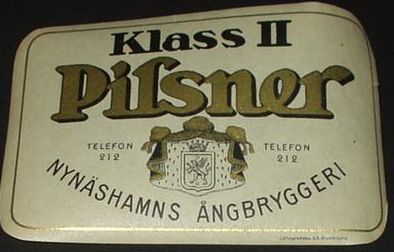 Klass II
Pilsner
TELEFON 212
TELEFON 212
NYNÄSHAMNS ÅNGBRYGGERI